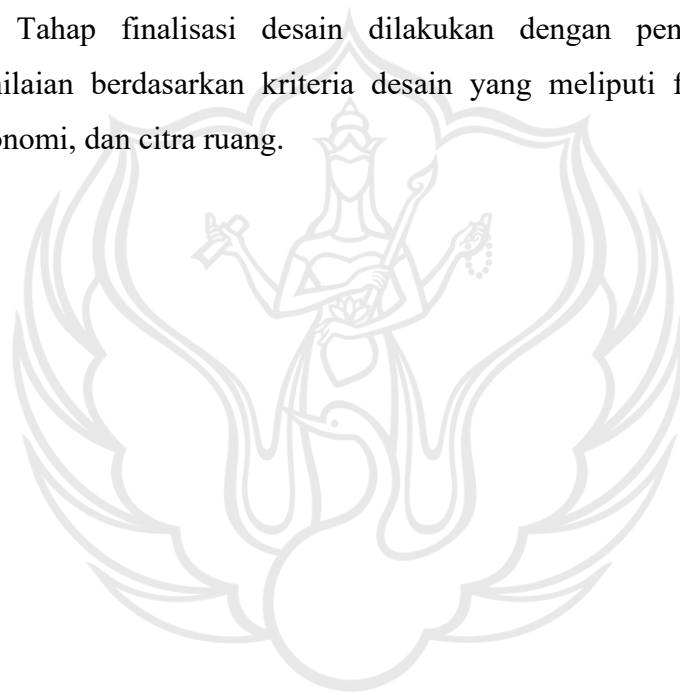 Tahap finalisasi desain dilakukan dengan pen
nilaian berdasarkan kriteria desain yang meliputi f
onomi, dan citra ruang.